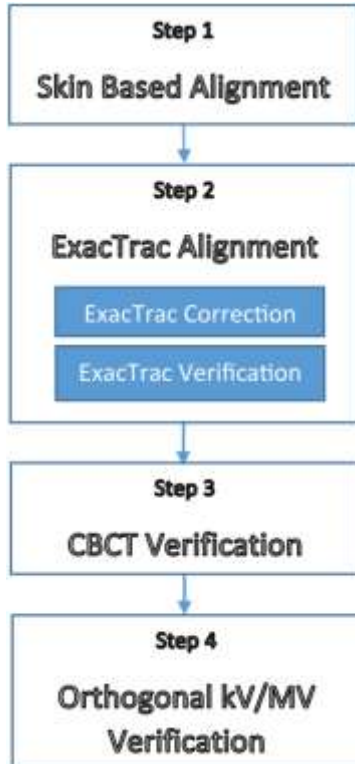 Step 1
Skin Based Alignment
Step 2
ExacTrac Alignment
ExacTrac Correction
ExacTrac Verification
Step 3
CBCT Verification
Step 4
Orthogonal kV/MV
Verification